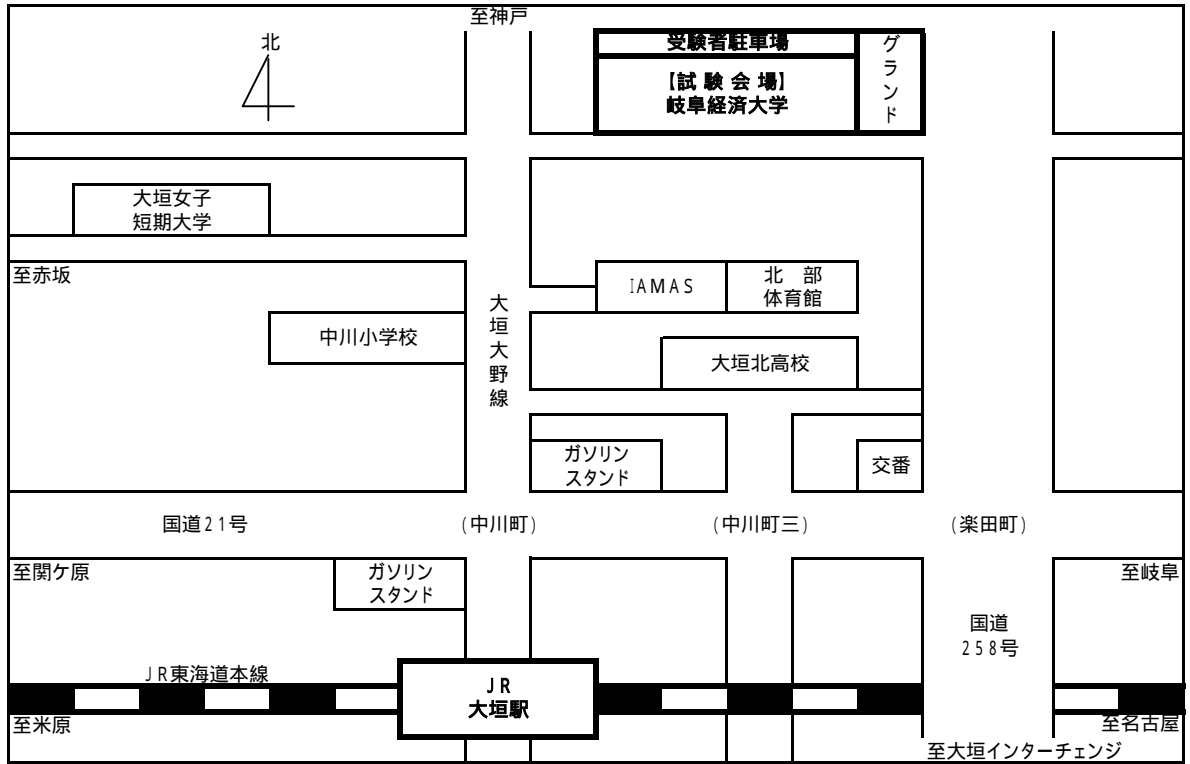 至神戸
北
受験者駐車場
グランド
【試験会場】
岐阜経済大学
大垣女子
短期大学
至赤坂
IAMAS
北部
体育館
大垣大野線
中川小学校
大垣北高校
ガソリン
スタンド
交番
国道21号
(中川町)
(中川町三)
(楽田町)
至関ケ原
ガソリン
スタンド
至岐阜
国道
258号
JR東海道本線
JR
大垣駅
至米原
至名古屋
至大垣インターチェンジ